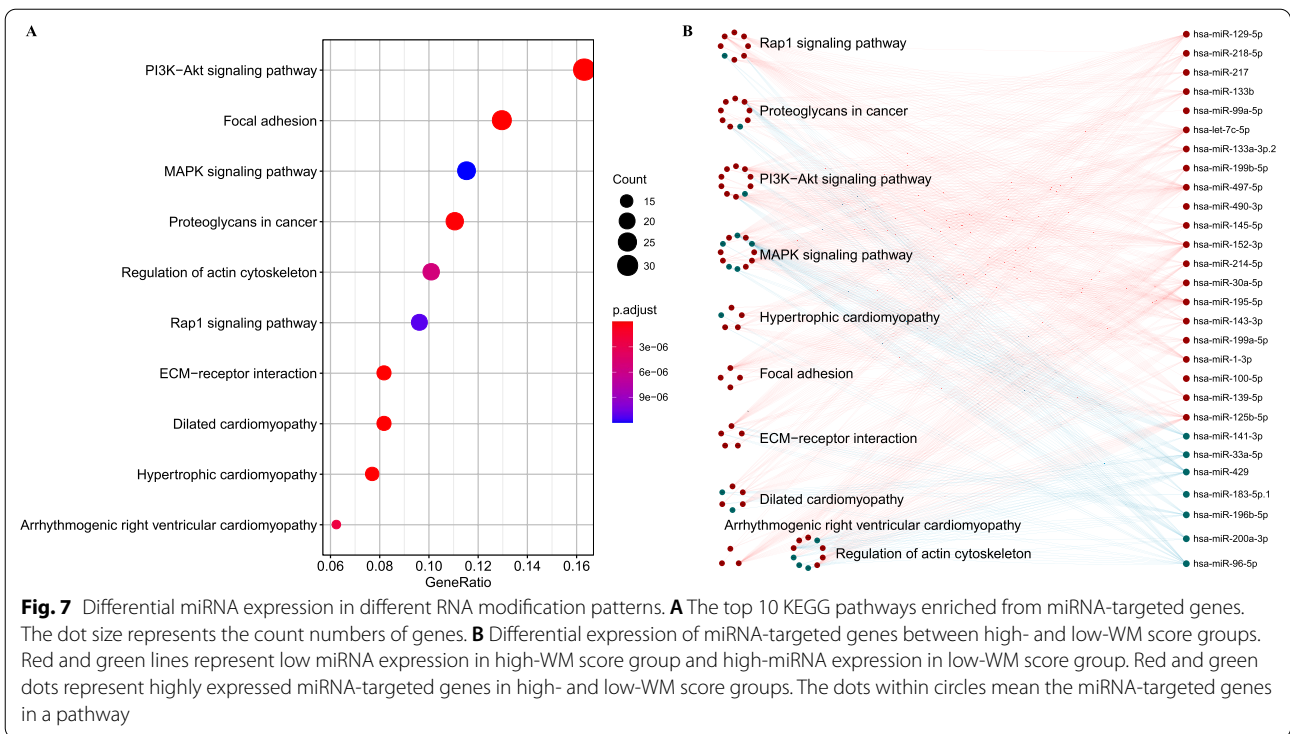 A
PI3K−Akt signaling pathway
Focal adhesion
MAPK signaling pathway
Proteoglycans in cancer
Regulation of actin cytoskeleton
Rap1 signaling pathway
ECM−receptor interaction
Dilated cardiomyopathy
Hypertrophic cardiomyopathy
Arrhythmogenic right ventricular cardiomyopathy
0.06 0.08 0.10 0.12 0.14 0.16
GeneRatio
Count
15
20
25
30
p.adjust
3e−06
6e−06
9e−06
B
Rap1 signaling pathway
Proteoglycans in cancer
PI3K−Akt signaling pathway
MAPK signaling pathway
Hypertrophic cardiomyopathy
Focal adhesion
ECM−receptor interaction
Dilated cardiomyopathy
Arrhythmogenic right ventricular cardiomyopathy
Regulation of actin cytoskeleton
hsa−miR−129−5p
hsa−miR−218−5p
hsa−miR−217
hsa−miR−133b
hsa−miR−99a−5p
hsa−let−7c−5p
hsa−miR−133a−3p.2
hsa−miR−199b−5p
hsa−miR−497−5p
hsa−miR−490−3p
hsa−miR−145−5p
hsa−miR−152−3p
hsa−miR−214−5p
hsa−miR−30a−5p
hsa−miR−195−5p
hsa−miR−143−3p
hsa−miR−199a−5p
hsa−miR−1−3p
hsa−miR−100−5p
hsa−miR−139−5p
hsa−miR−125b−5p
hsa−miR−141−3p
hsa−miR−33a−5p
hsa−miR−429
hsa−miR−183−5p.1
hsa−miR−196b−5p
hsa−miR−200a−3p
hsa−miR−96−5p
Fig. 7 Differential miRNA expression in different RNA modification patterns. A The top 10 KEGG pathways enriched from miRNA-targeted genes.
The dot size represents the count numbers of genes. B Differential expression of miRNA-targeted genes between high- and low-WM score groups.
Red and green lines represent low miRNA expression in high-WM score group and high-miRNA expression in low-WM score group. Red and green
dots represent highly expressed miRNA-targeted genes in high- and low-WM score groups. The dots within circles mean the miRNA-targeted genes
in a pathway